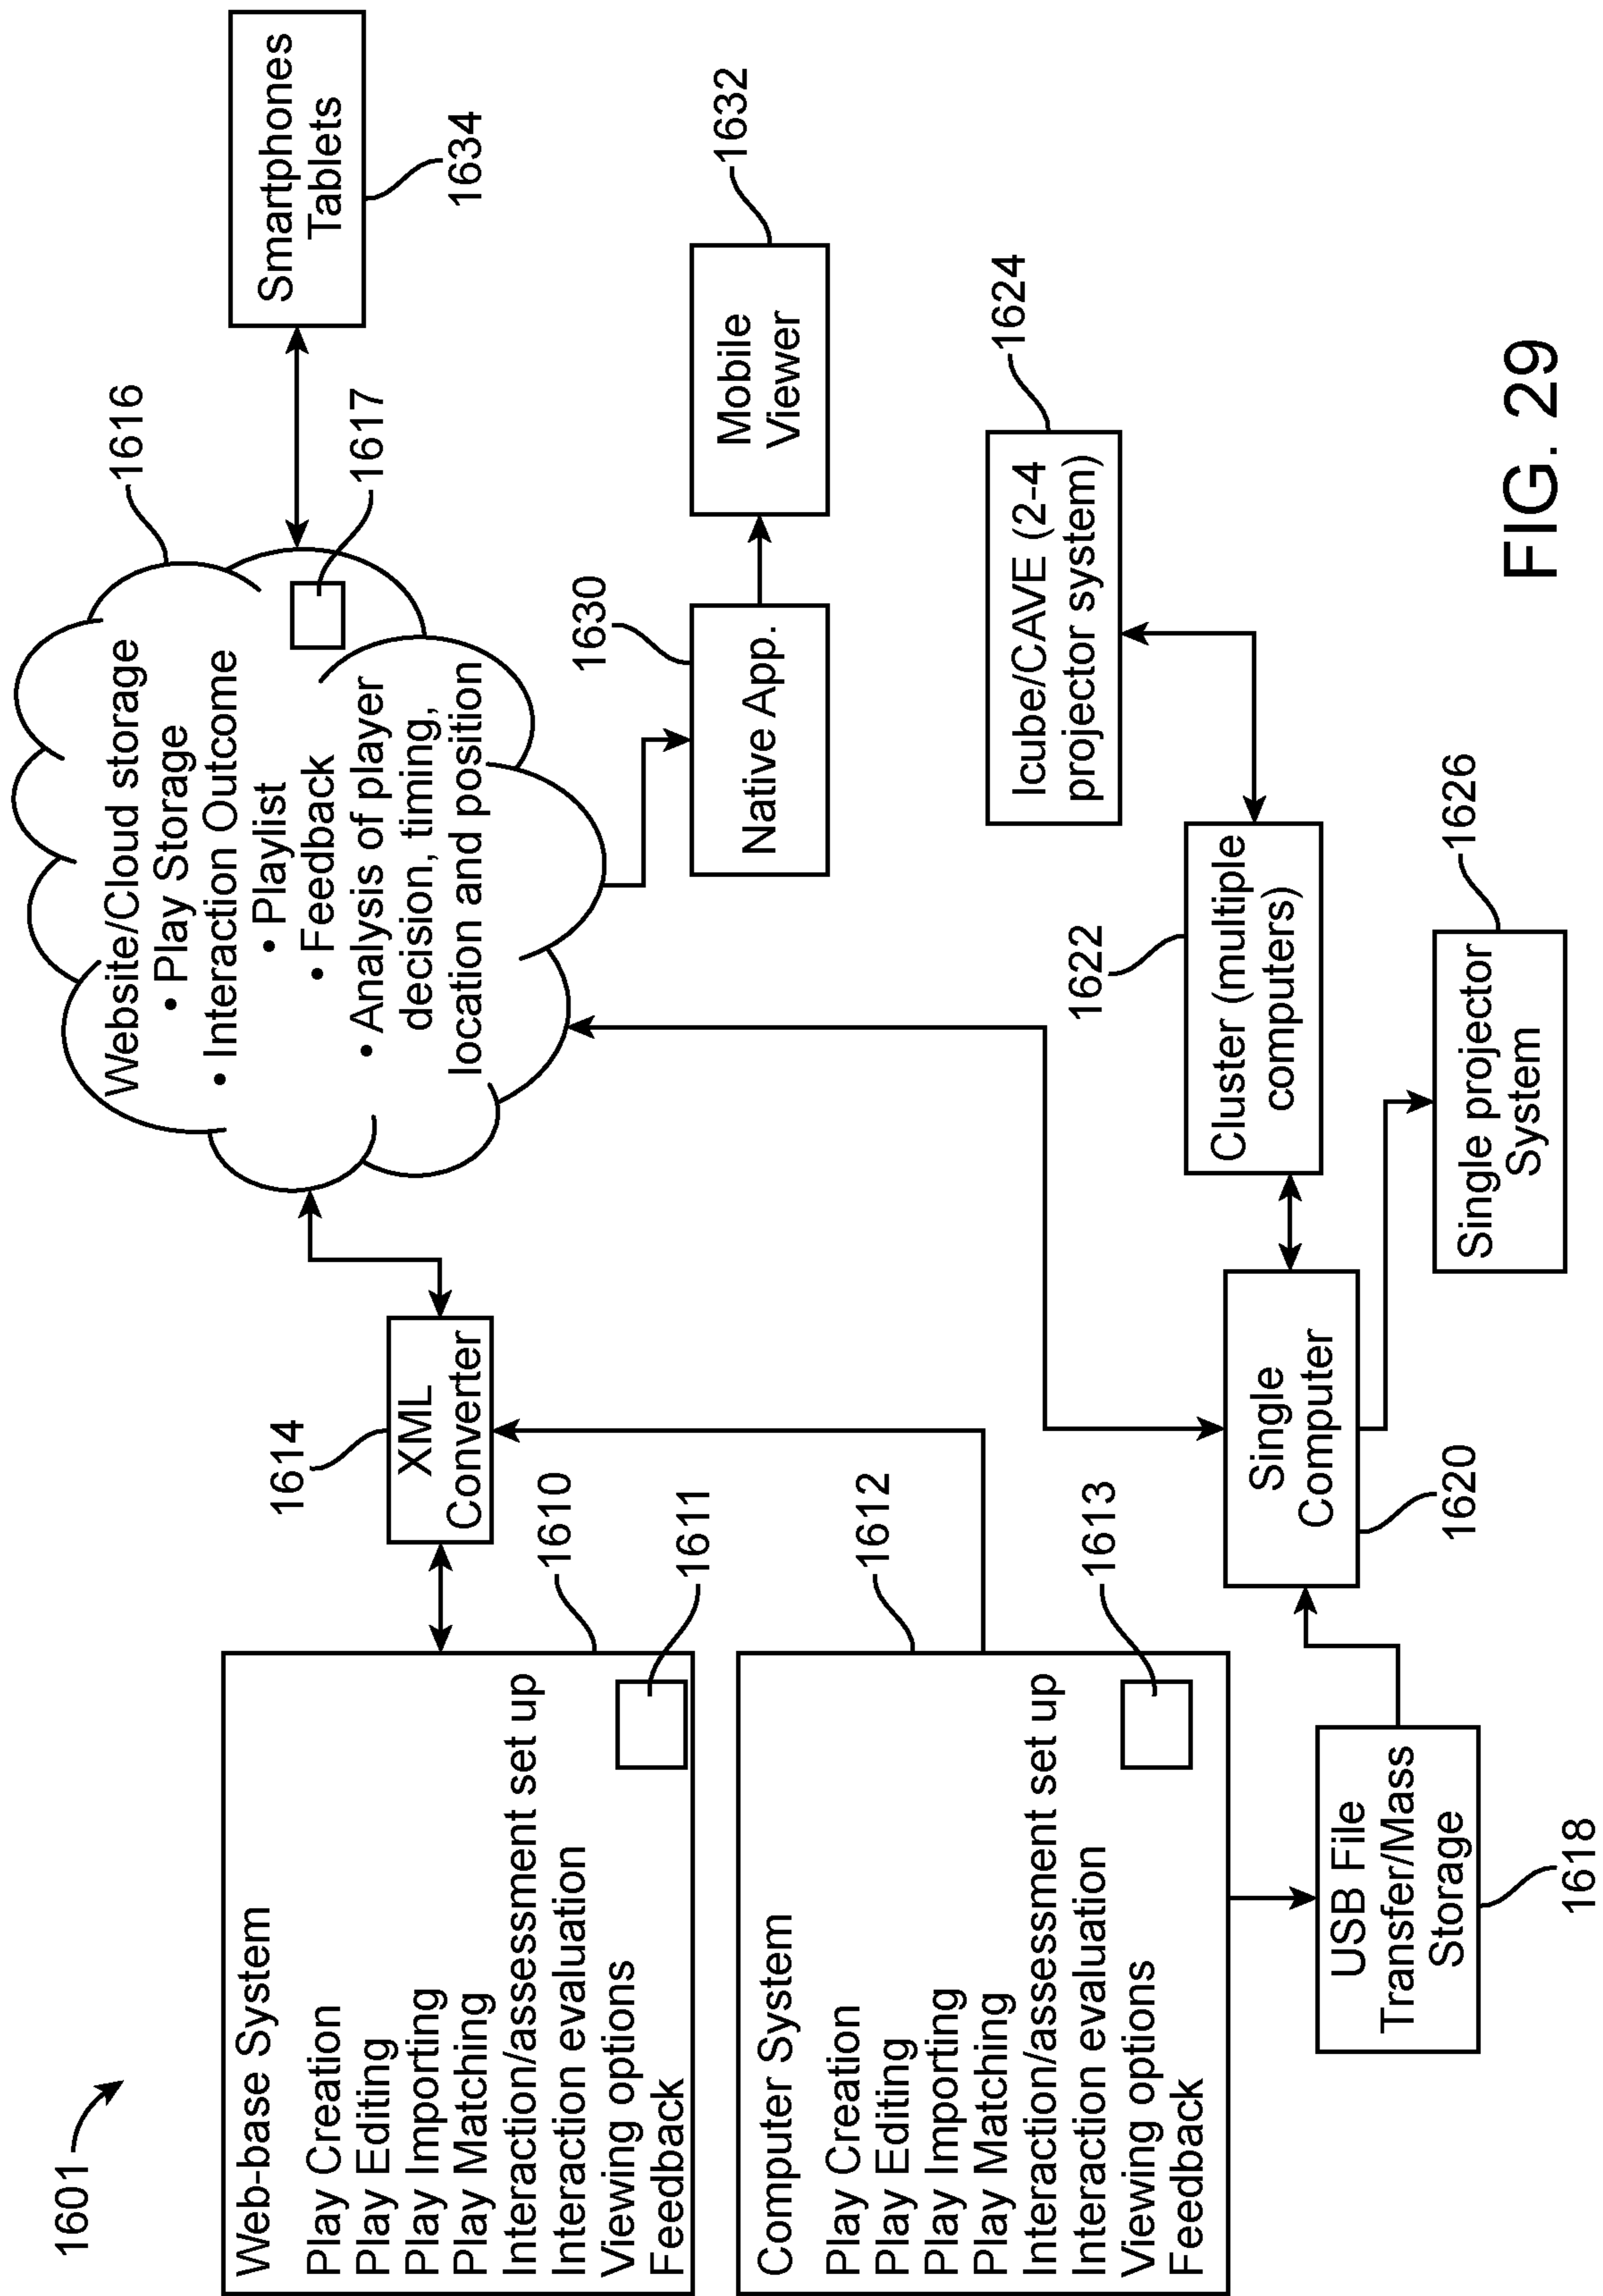 1601
Web-base System
Play Creation
Play Editing
Play Importing
Play Matching
Interaction/assessment set up
Interaction evaluation
Viewing options
Feedback
1610
1611
Computer System
Play Creation
Play Editing
Play Importing
Play Matching
Interaction/assessment set up
Interaction evaluation
Viewing options
Feedback
1612
1613
1614
XML
Converter
Website/Cloud storage
• Play Storage
• Interaction Outcome
• Playlist
• Feedback
• Analysis of player
decision, timing,
location and position
1616
1617
Smartphones
Tablets
1634
1630
Native App.
Mobile
Viewer
1632
USB File
Transfer/Mass
Storage
1618
Single
Computer
1620
1622
Cluster (multiple
computers)
Icube/CAVE (2-4
projector system)
1624
Single projector
System
1626
FIG. 29